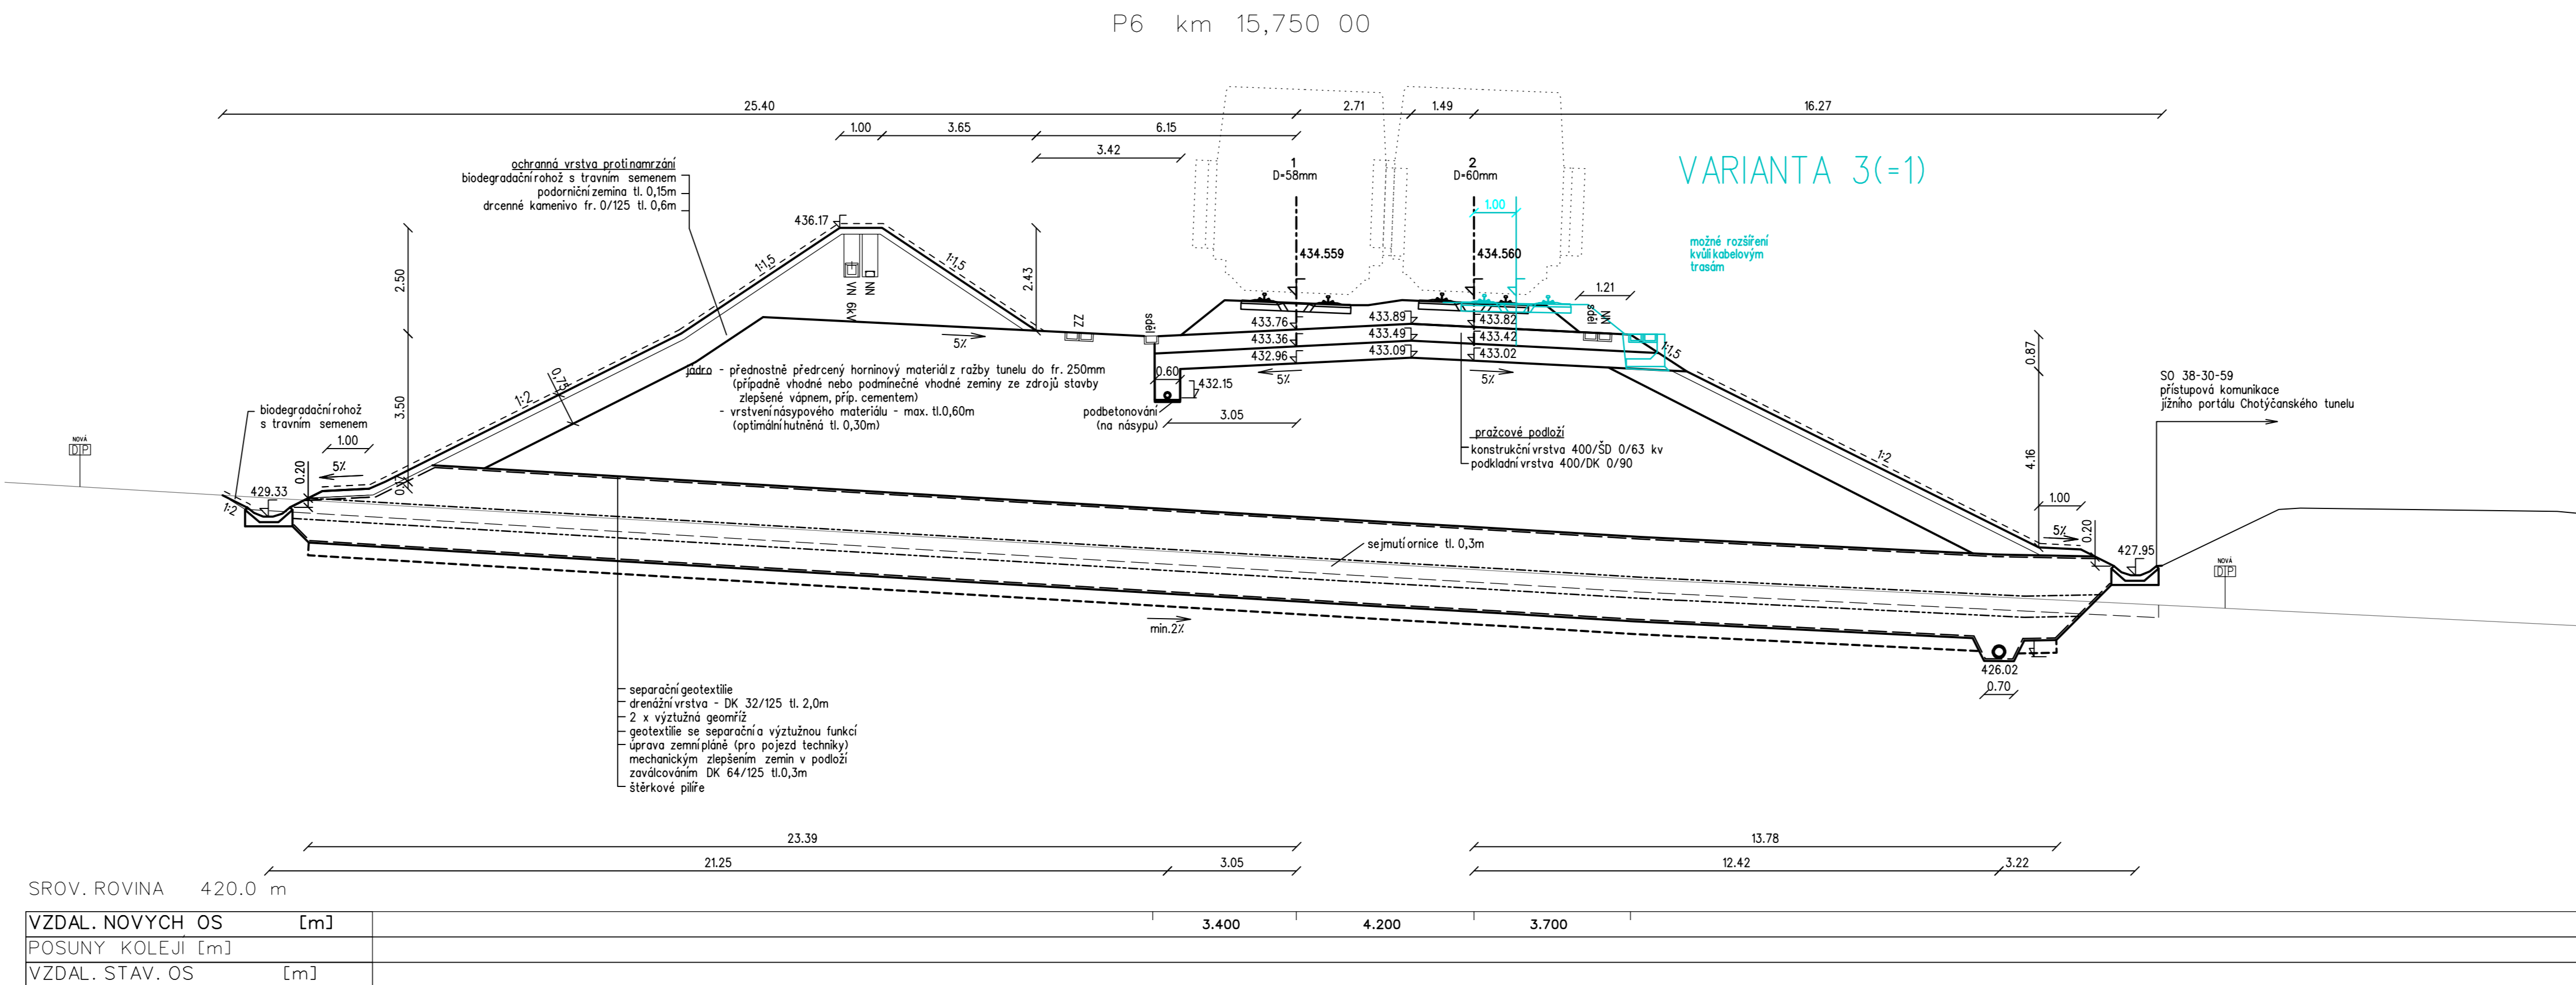 P6 km 15,750 00
25.40
2.71
1.49
16.27
1.00
3.65
6.15
3.42
ochranná vrstva proti namrzání
biodegradační rohož s travním semenem
podorniční zemina tl. 0,15m
drcenné kamenivo fr. 0/125 tl. 0,6m
1
D=58mm
2
D=60mm
VARIANTA 3(=1)
1.00
možné rozšíření
kvůli kabelovým
trasám
436.17
434.559
434.560
1:1,5
1:1,5
2.50
2.43
VN 6kV
NN
ZZ
sděl
1.21
sděl
NN
433.76
433.89
433.82
433.36
433.49
433.42
432.96
433.09
433.02
5%
5%
5%
1:1,5
0.87
0,75
1:2
3.50
jádro - přednostně předrcený horninový materiál z ražby tunelu do fr. 250mm
(případně vhodné nebo podmínečné vhodné zeminy ze zdrojů stavby
zlepšené vápnem, příp. cementem)
- vrstvení násypového materiálu - max. tl.0,60m
(optimální hutněná tl. 0,30m)
0.60
432.15
podbetonování
(na násypu)
3.05
pražcové podloží
konstrukční vrstva 400/ŠD 0/63 kv
podkladní vrstva 400/DK 0/90
SO 38-30-59
přístupová komunikace
jížního portálu Chotýčanského tunelu
biodegradační rohož
s travním semenem
NOVÁ
D|P
1.00
5%
0.20
429.33
1:2
1:2
4.16
1.00
5%
0.20
427.95
NOVÁ
D|P
sejmutí ornice tl. 0,3m
min.2%
426.02
0.70
separační geotextilie
drenážní vrstva - DK 32/125 tl. 2,0m
2 x výztužná geomříž
geotextilie se separační a výztužnou funkcí
úprava zemní pláně (pro pojezd techniky)
mechanickým zlepšením zemin v podloží
zaválcováním DK 64/125 tl.0,3m
štěrkové pilíře
23.39
13.78
21.25
3.05
12.42
3.22
SROV. ROVINA 420.0 m
VZDAL. NOVYCH OS [m]
3.400
4.200
3.700
POSUNY KOLEJÍ [m]
VZDAL. STAV. OS [m]